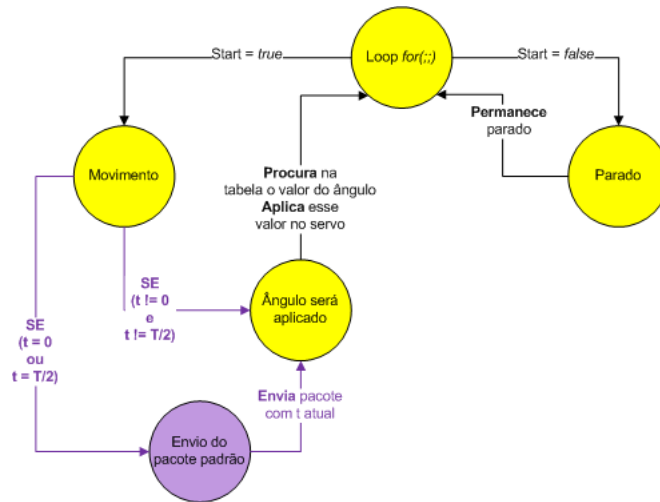 Loop for(;;)
Start = true
Start = false
Permanece
parado
Movimento
Parado
Procura na
tabela o valor do ângulo
Aplica esse
valor no servo
SE
(t != 0
e
t != T/2)
Ângulo será
aplicado
SE
(t = 0
ou
t = T/2)
Envia pacote
com t atual
Envio do
pacote padrão